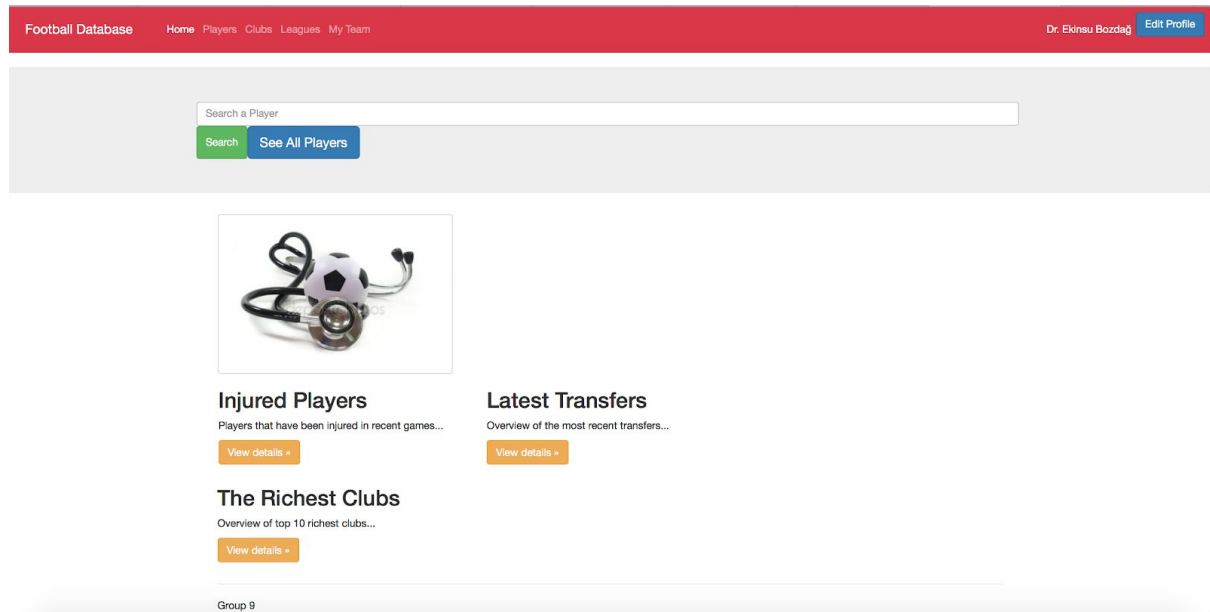 Football Database Home Players Clubs Leagues My Team Dr. Ekinsu Bozdağ Edit Profile
Search a Player
Search See All Players
Injured Players
Players that have been injured in recent games...
View details »
Latest Transfers
Overview of the most recent transfers...
View details »
The Richest Clubs
Overview of top 10 richest clubs...
View details »
Group 9